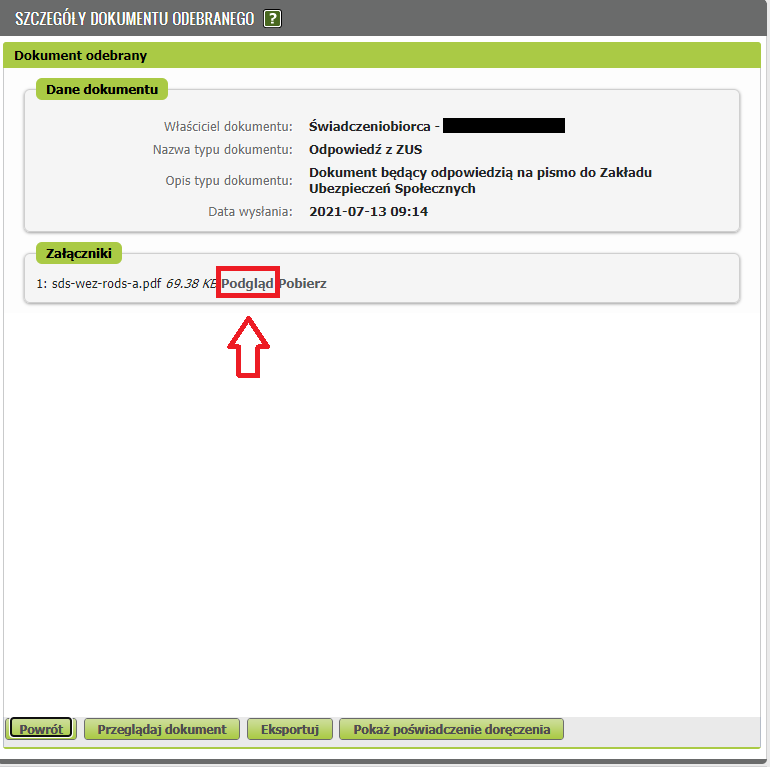 SZCZEGÓŁY DOKUMENTU ODEBRANEGO ?
Dokument odebrany
Dane dokumentu
Właściciel dokumentu: Świadczeniobiorca -
Nazwa typu dokumentu: Odpowiedź z ZUS
Opis typu dokumentu: Dokument będący odpowiedzią na pismo do Zakładu
Ubezpieczeń Społecznych
Data wysłania: 2021-07-13 09:14
Załączniki
1: sds-wez-rods-a.pdf 69.38 KB Podgląd Pobierz
Powrót Przeglądaj dokument Eksportuj Pokaż poświadczenie doręczenia